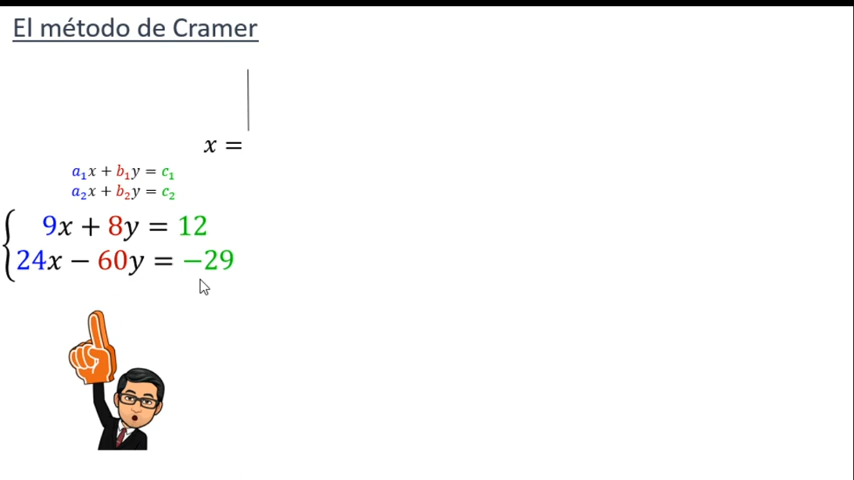 El método de Cramer
x =
a₁x + b₁y = c₁
a₂x + b₂y = c₂
9x + 8y = 12
24x − 60y = −29